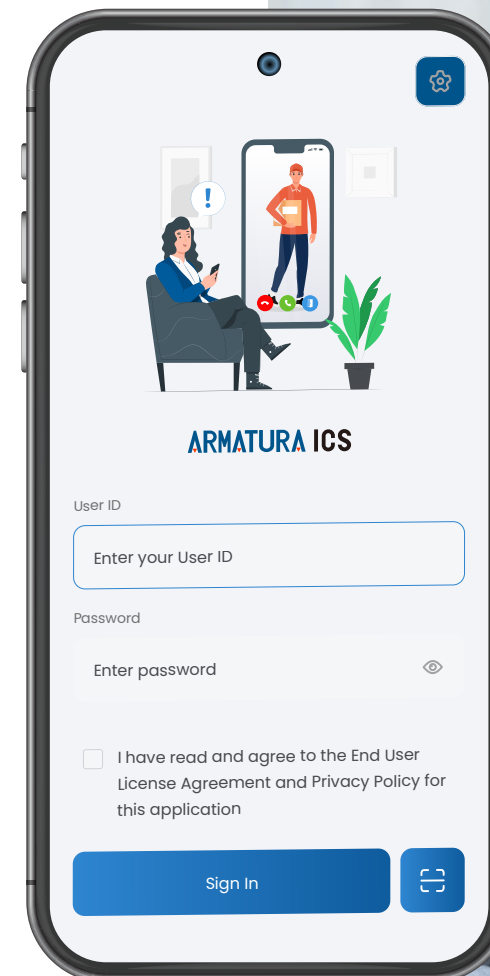 ARMATURA ICS
User ID
Enter your User ID
Password
Enter password
I have read and agree to the End User
License Agreement and Privacy Policy for
this application
Sign In